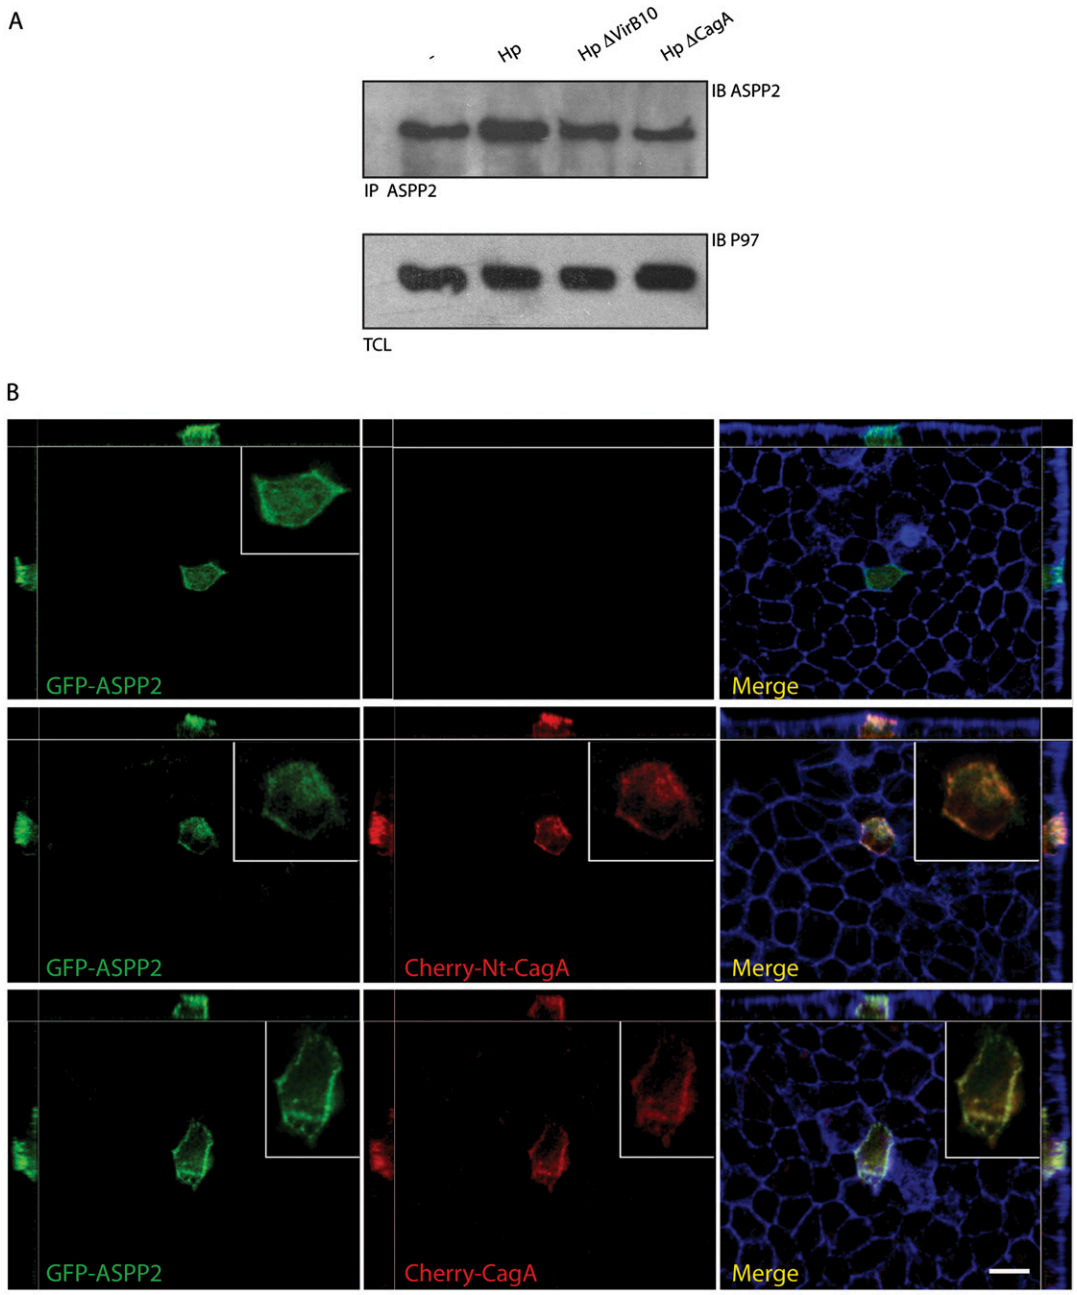 A
-
Hp
Hp ΔVirB10
Hp ΔCagA
IB ASPP2
IP ASPP2
IB P97
TCL
B
GFP-ASPP2
Merge
GFP-ASPP2
Cherry-Nt-CagA
Merge
GFP-ASPP2
Cherry-CagA
Merge